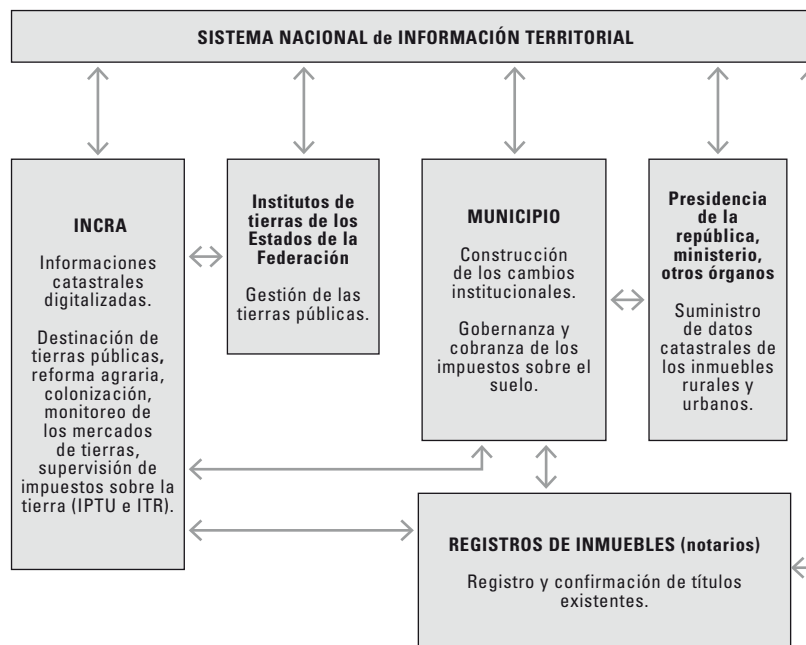 SISTEMA NACIONAL de INFORMACIÓN TERRITORIAL
INCRA
Informaciones
catastrales
digitalizadas.
Destinación de
tierras públicas,
reforma agraria,
colonización,
monitoreo de
los mercados
de tierras,
supervisión de
impuestos sobre la
tierra (IPTU e ITR).
Institutos de
tierras de los
Estados de la
Federación
Gestión de las
tierras públicas.
MUNICIPIO
Construcción
de los cambios
institucionales.
Gobernanza y
cobranza de los
impuestos sobre el
suelo.
Presidencia
de la
república,
ministerio,
otros órganos
Suministro
de datos
catastrales de
los inmuebles
rurales y
urbanos.
REGISTROS DE INMUEBLES (notarios)
Registro y confirmación de títulos
existentes.